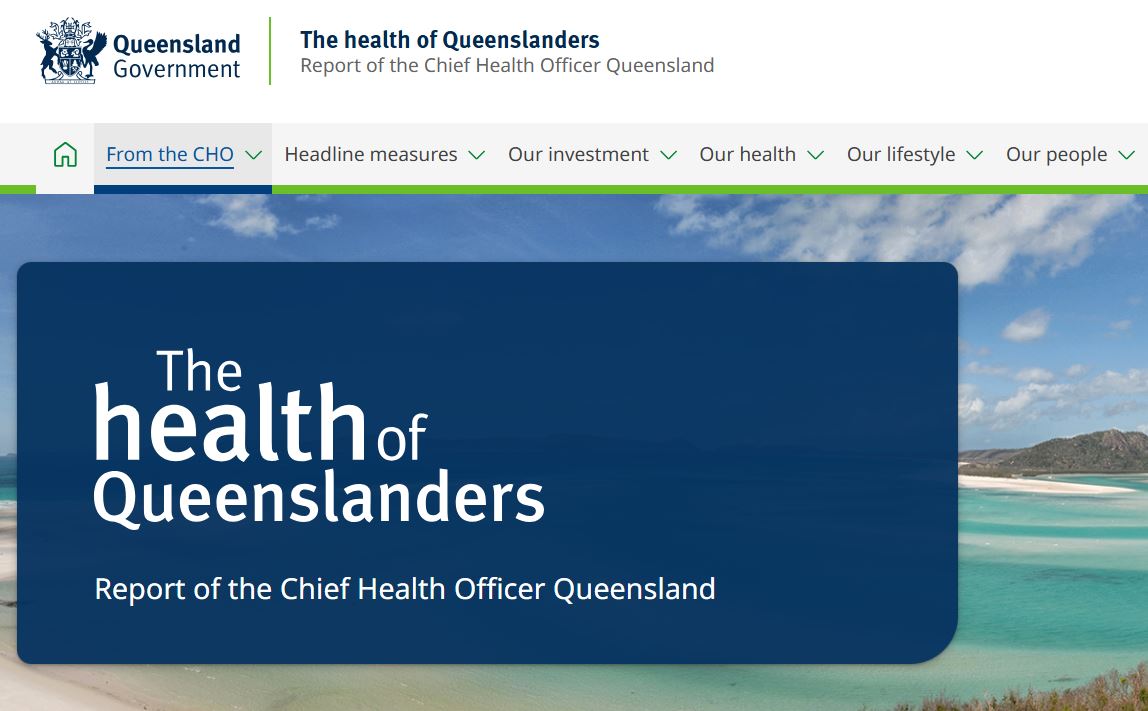 Queensland
Government
The health of Queenslanders
Report of the Chief Health Officer Queensland
From the CHO
Headline measures
Our investment
Our health
Our lifestyle
Our people
The
health of
Queenslanders
Report of the Chief Health Officer Queensland